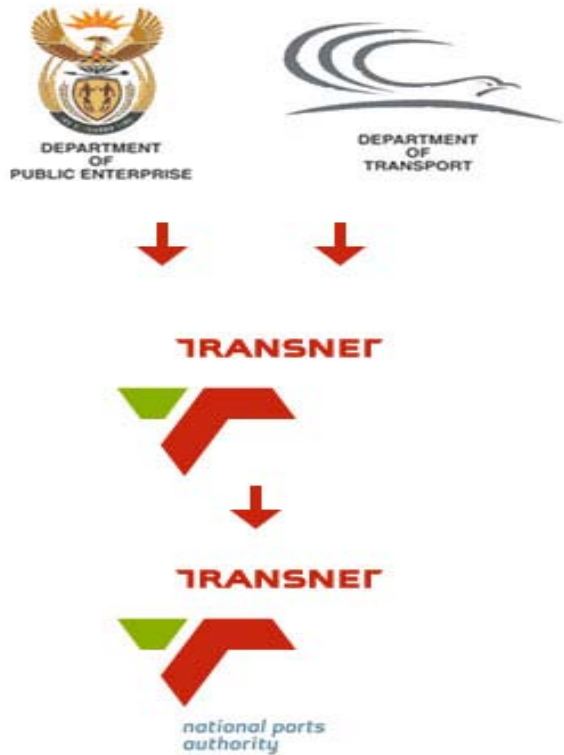 DEPARTMENT
OF
PUBLIC ENTERPRISE
DEPARTMENT
OF
TRANSPORT
TRANSNET
TRANSNET
national ports
authority